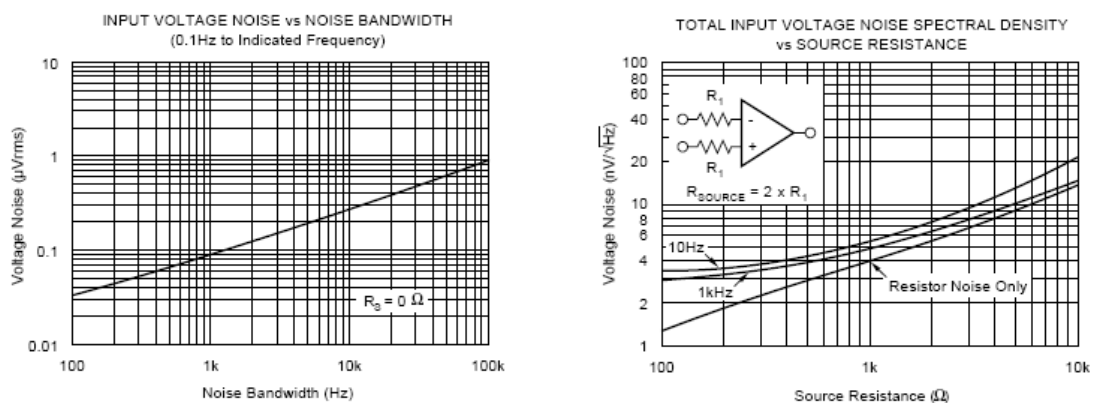 INPUT VOLTAGE NOISE vs NOISE BANDWIDTH
(0.1Hz to Indicated Frequency)
10
1
0.1
0.01
Voltage Noise (µVrms)
R_S = 0 Ω
100
1k
10k
100k
Noise Bandwidth (Hz)
TOTAL INPUT VOLTAGE NOISE SPECTRAL DENSITY
vs SOURCE RESISTANCE
100
80
60
40
20
10
8
6
4
2
1
Voltage Noise (nV/√Hz)
R₁
-
+
R₁
R_SOURCE = 2 x R₁
10Hz
1kHz
Resistor Noise Only
100
1k
10k
Source Resistance (Ω)